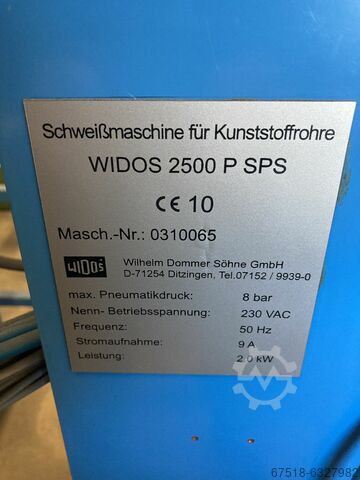 Schweißmaschine für Kunststoffrohre
WIDOS 2500 P SPS
CE 10
Masch.-Nr.: 0310065
WIDOS
Wilhelm Dommer Söhne GmbH
D-71254 Ditzingen, Tel.07152 / 9939-0
max. Pneumatikdruck: 8 bar
Nenn- Betriebsspannung: 230 VAC
Frequenz: 50 Hz
Stromaufnahme: 9 A
Leistung: 2.0 kW
67518-6327982